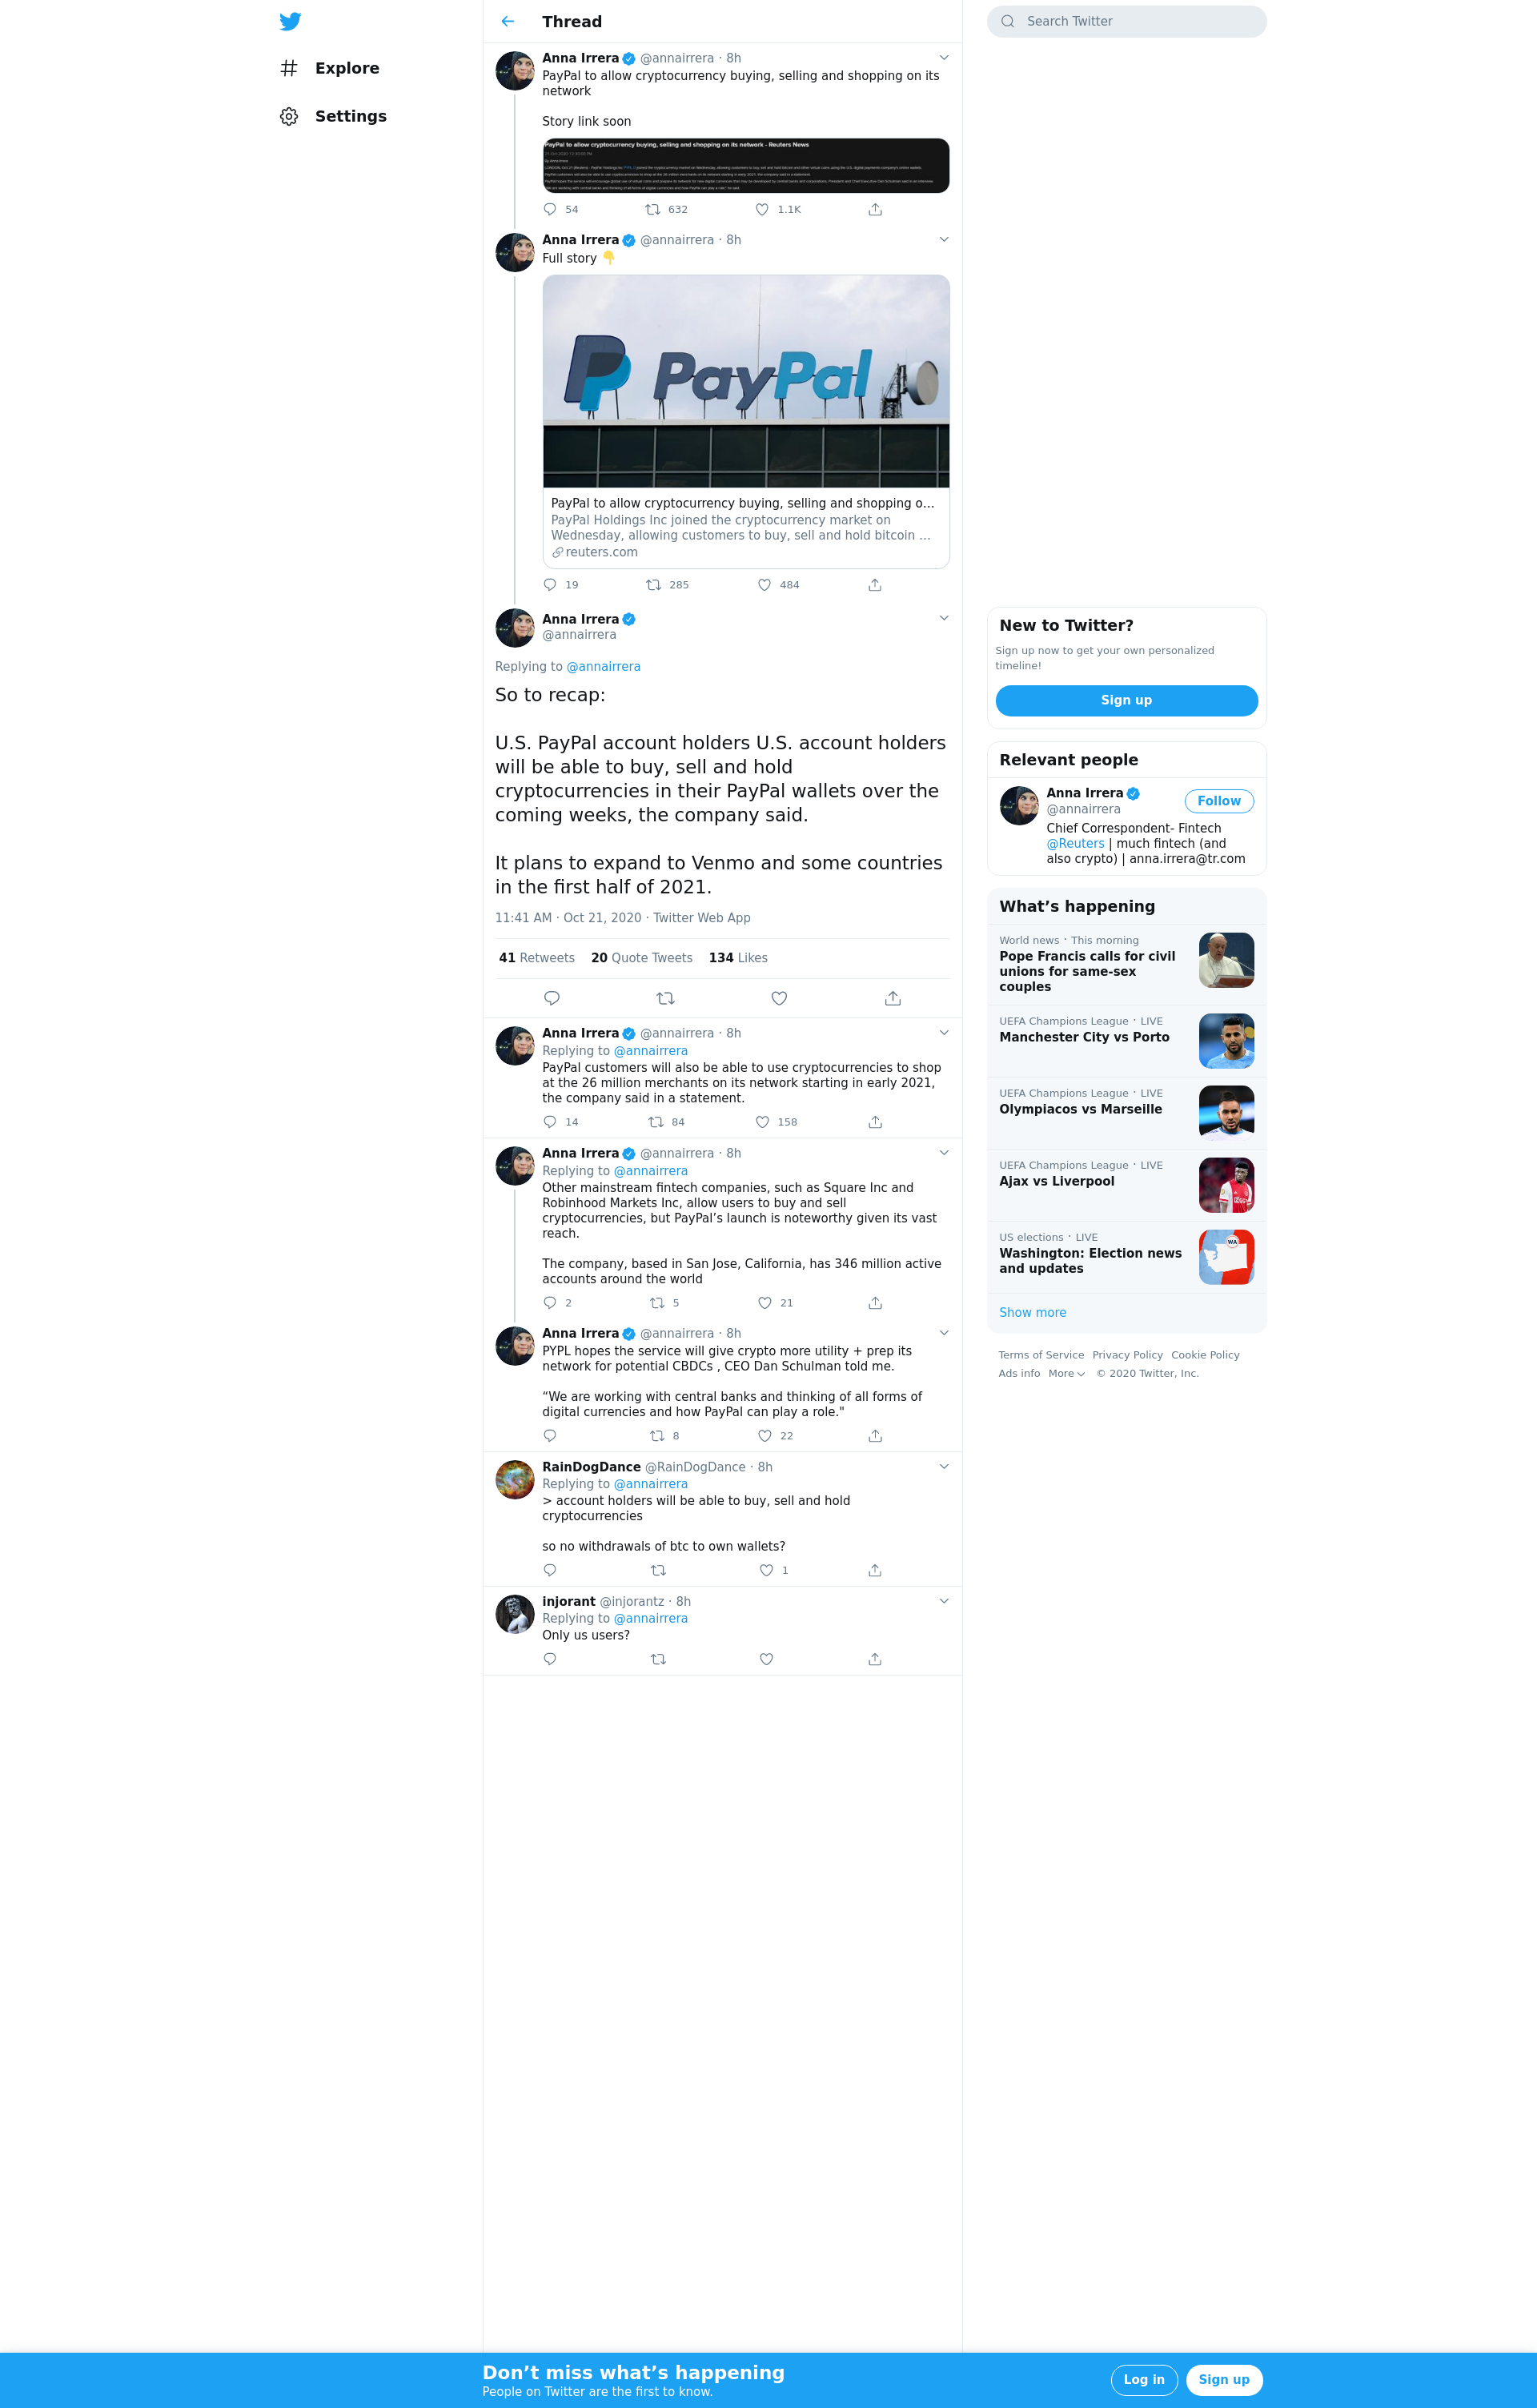 Explore
Settings
Thread
Anna Irrera @annairrera · 8h
PayPal to allow cryptocurrency buying, selling and shopping on its
network
Story link soon
PayPal to allow cryptocurrency buying, selling and shopping on its network - Reuters News
54 632 1.1K
Anna Irrera @annairrera · 8h
Full story 👇
PayPal
PayPal to allow cryptocurrency buying, selling and shopping o…
PayPal Holdings Inc joined the cryptocurrency market on
Wednesday, allowing customers to buy, sell and hold bitcoin …
reuters.com
19 285 484
Anna Irrera
@annairrera
Replying to @annairrera
So to recap:
U.S. PayPal account holders U.S. account holders
will be able to buy, sell and hold
cryptocurrencies in their PayPal wallets over the
coming weeks, the company said.
It plans to expand to Venmo and some countries
in the first half of 2021.
11:41 AM · Oct 21, 2020 · Twitter Web App
41 Retweets 20 Quote Tweets 134 Likes
Anna Irrera @annairrera · 8h
Replying to @annairrera
PayPal customers will also be able to use cryptocurrencies to shop
at the 26 million merchants on its network starting in early 2021,
the company said in a statement.
14 84 158
Anna Irrera @annairrera · 8h
Replying to @annairrera
Other mainstream fintech companies, such as Square Inc and
Robinhood Markets Inc, allow users to buy and sell
cryptocurrencies, but PayPal’s launch is noteworthy given its vast
reach.
The company, based in San Jose, California, has 346 million active
accounts around the world
2 5 21
Anna Irrera @annairrera · 8h
PYPL hopes the service will give crypto more utility + prep its
network for potential CBDCs , CEO Dan Schulman told me.
“We are working with central banks and thinking of all forms of
digital currencies and how PayPal can play a role."
8 22
RainDogDance @RainDogDance · 8h
Replying to @annairrera
> account holders will be able to buy, sell and hold
cryptocurrencies
so no withdrawals of btc to own wallets?
1
injorant @injorantz · 8h
Replying to @annairrera
Only us users?
Search Twitter
New to Twitter?
Sign up now to get your own personalized
timeline!
Sign up
Relevant people
Anna Irrera
@annairrera
Follow
Chief Correspondent- Fintech
@Reuters | much fintech (and
also crypto) | anna.irrera@tr.com
What’s happening
World news · This morning
Pope Francis calls for civil
unions for same-sex
couples
UEFA Champions League · LIVE
Manchester City vs Porto
UEFA Champions League · LIVE
Olympiacos vs Marseille
UEFA Champions League · LIVE
Ajax vs Liverpool
US elections · LIVE
Washington: Election news
and updates
WA
Show more
Terms of Service Privacy Policy Cookie Policy
Ads info More © 2020 Twitter, Inc.
Don’t miss what’s happening
People on Twitter are the first to know.
Log in
Sign up